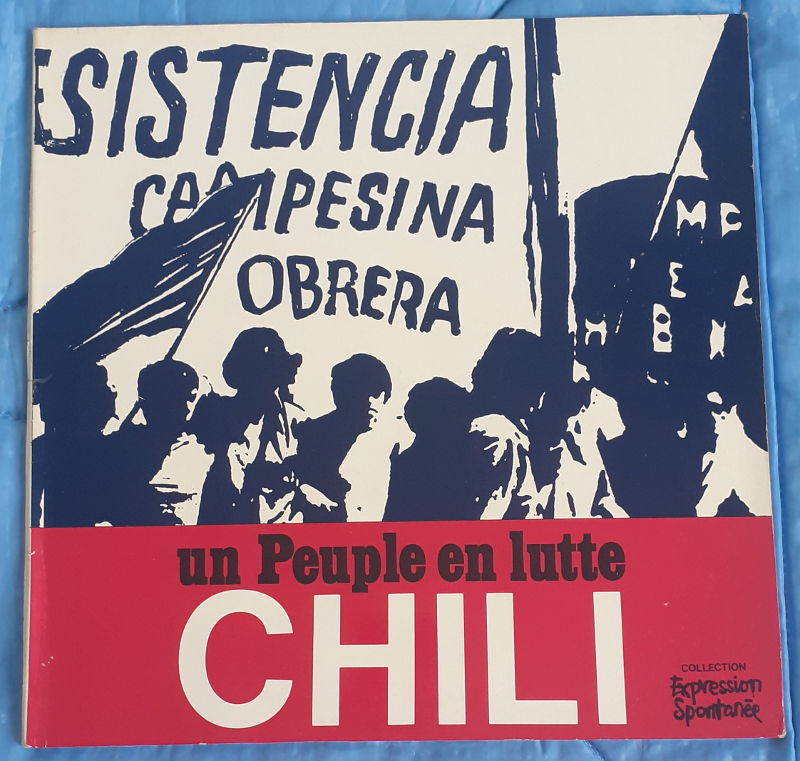 ESISTENCIA
CAMPESINA
OBRERA
M C
E
B N
un Peuple en lutte
CHILI
COLLECTION
Expression
Spontanée